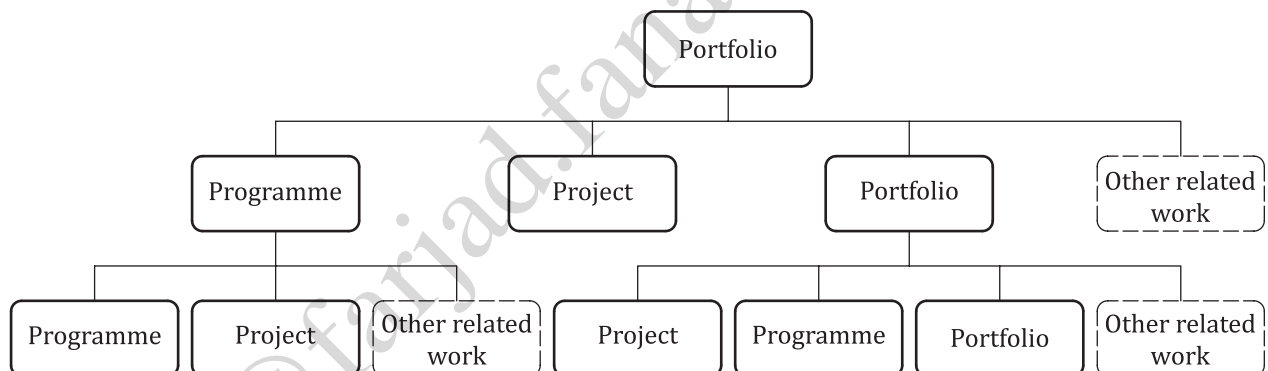 Portfolio
Programme
Project
Portfolio
Other related
work
Programme
Project
Other related
work
Project
Programme
Portfolio
Other related
work